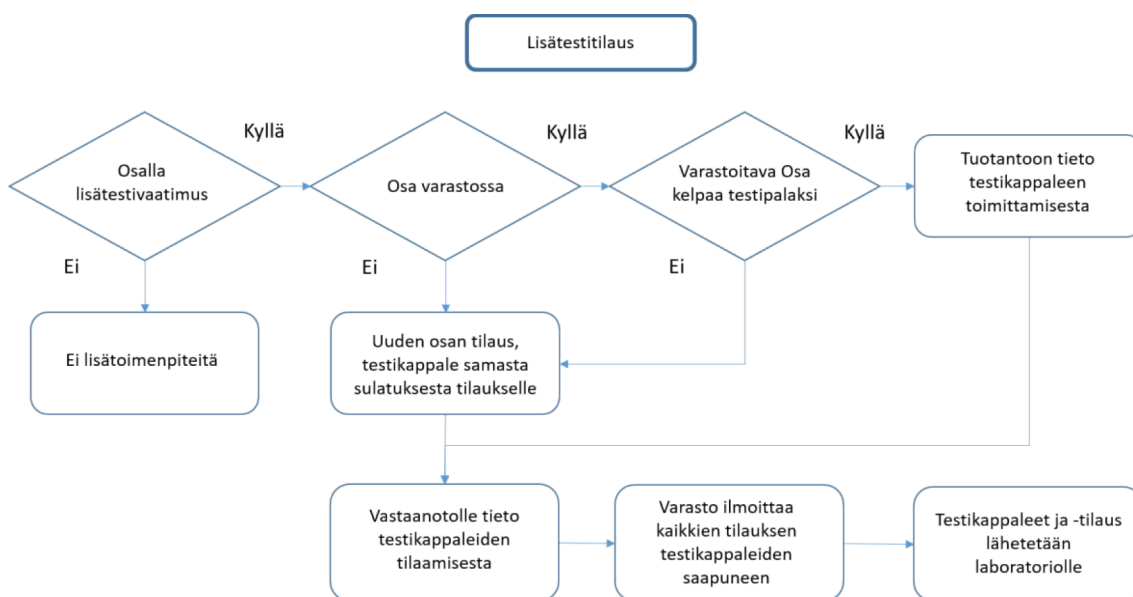 Lisätestitilaus
Kyllä
Kyllä
Kyllä
Osalla
lisätestivaatimus
Osa varastossa
Varastoitava Osa
kelpaa testipalaksi
Tuotantoon tieto
testikappaleen
toimittamisesta
Ei
Ei
Ei
Ei lisätoimenpiteitä
Uuden osan tilaus,
testikappale samasta
sulatuksesta tilaukselle
Vastaanotolle tieto
testikappaleiden
tilaamisesta
Varasto ilmoittaa
kaikkien tilauksen
testikappaleiden
saapuneen
Testikappaleet ja -tilaus
lähetetään
laboratoriolle